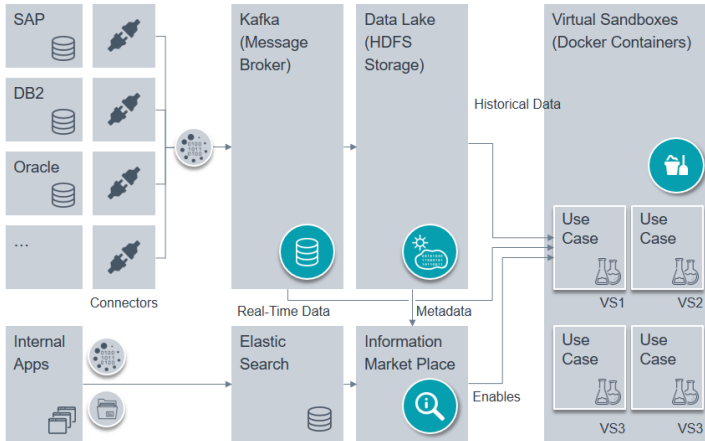 SAP
DB2
Oracle
...
Connectors
Kafka
(Message
Broker)
Data Lake
(HDFS
Storage)
Historical Data
Virtual Sandboxes
(Docker Containers)
Use
Case
VS1
Use
Case
VS2
Real-Time Data
Metadata
Internal
Apps
Elastic
Search
Information
Market Place
Enables
Use
Case
VS3
Use
Case
VS3